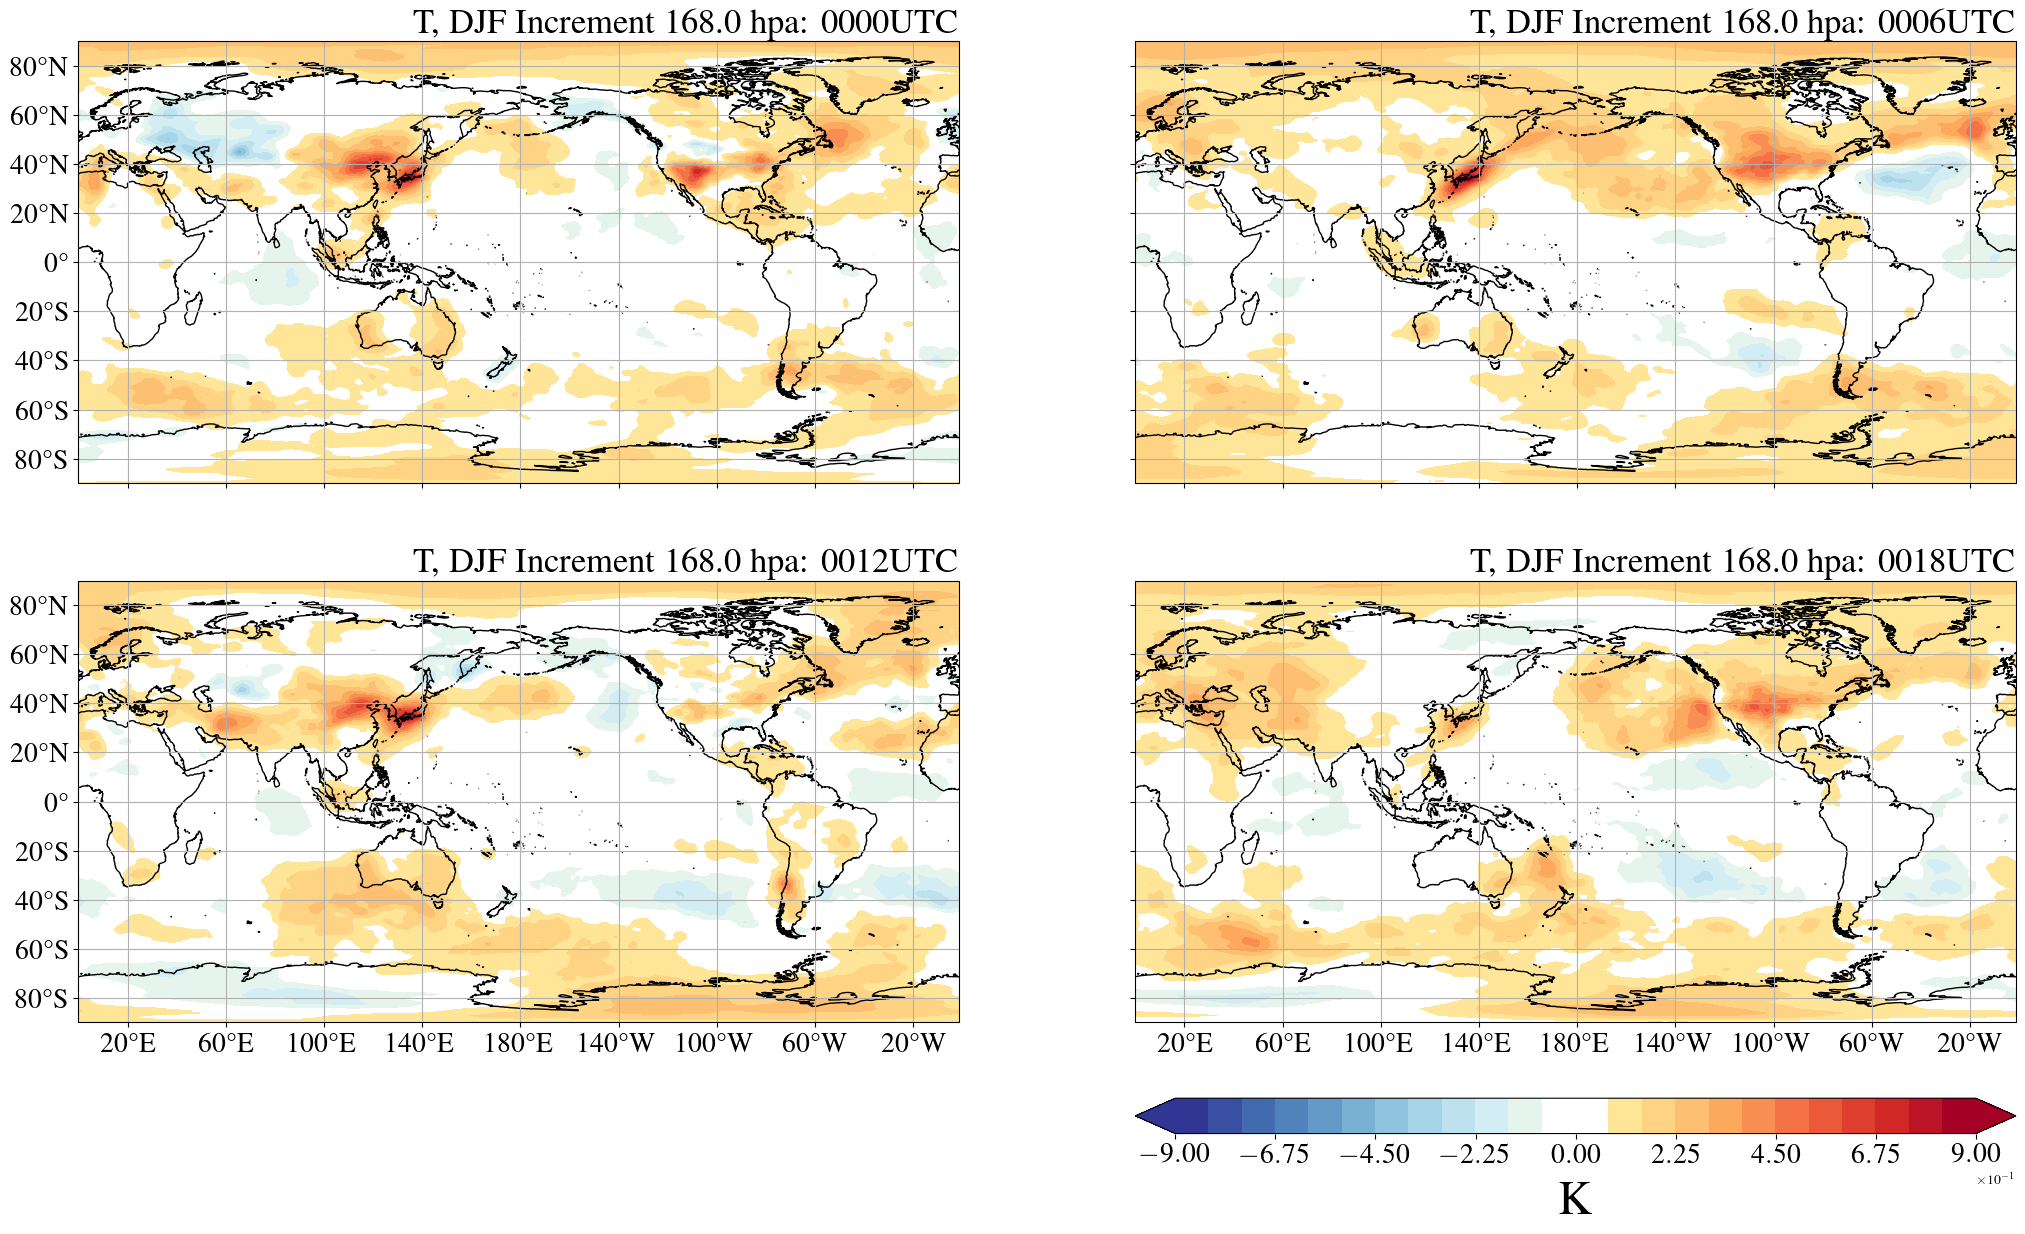 T, DJF Increment 168.0 hpa: 0000UTC
T, DJF Increment 168.0 hpa: 0006UTC
80°N
60°N
40°N
20°N
0°
20°S
40°S
60°S
80°S
T, DJF Increment 168.0 hpa: 0012UTC
T, DJF Increment 168.0 hpa: 0018UTC
80°N
60°N
40°N
20°N
0°
20°S
40°S
60°S
80°S
20°E 60°E 100°E 140°E 180°E 140°W 100°W 60°W 20°W
20°E 60°E 100°E 140°E 180°E 140°W 100°W 60°W 20°W
−9.00 −6.75 −4.50 −2.25 0.00 2.25 4.50 6.75 9.00
×10⁻¹
K